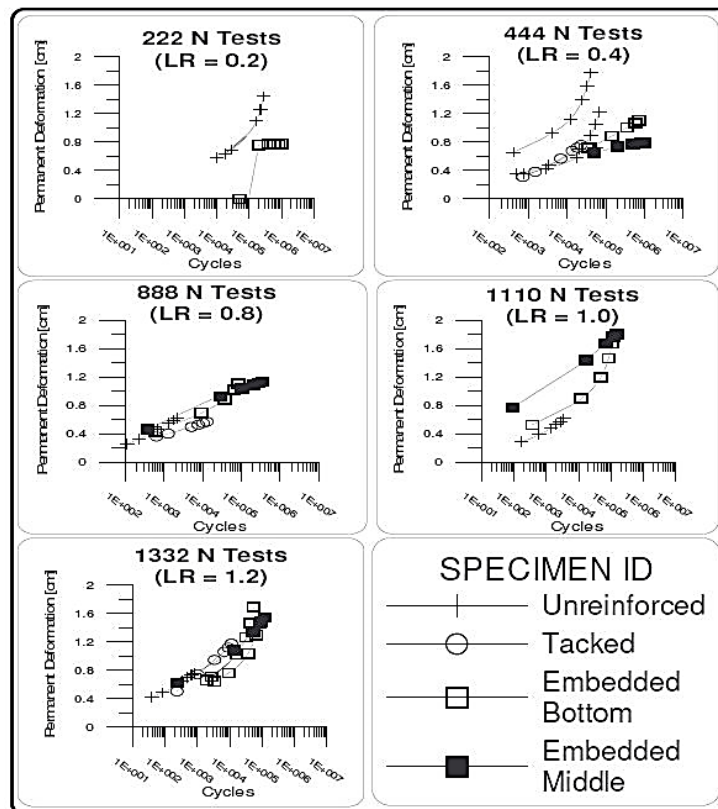 222 N Tests
(LR = 0.2)
Permanent Deformation [cm]
2
1.6
1.2
0.8
0.4
0
1E+001
1E+002
1E+003
1E+004
1E+005
1E+006
1E+007
Cycles
444 N Tests
(LR = 0.4)
Permanent Deformation [cm]
2
1.6
1.2
0.8
0.4
0
1E+002
1E+003
1E+004
1E+005
1E+006
1E+007
Cycles
888 N Tests
(LR = 0.8)
Permanent Deformation [cm]
2
1.6
1.2
0.8
0.4
0
1E+002
1E+003
1E+004
1E+005
1E+006
1E+007
Cycles
1110 N Tests
(LR = 1.0)
Permanent Deformation [cm]
2
1.6
1.2
0.8
0.4
0
1E+001
1E+002
1E+003
1E+004
1E+005
1E+006
1E+007
Cycles
1332 N Tests
(LR = 1.2)
Permanent Deformation [cm]
2
1.6
1.2
0.8
0.4
0
1E+001
1E+002
1E+003
1E+004
1E+005
1E+006
1E+007
Cycles
SPECIMEN ID
Unreinforced
Tacked
Embedded
Bottom
Embedded
Middle